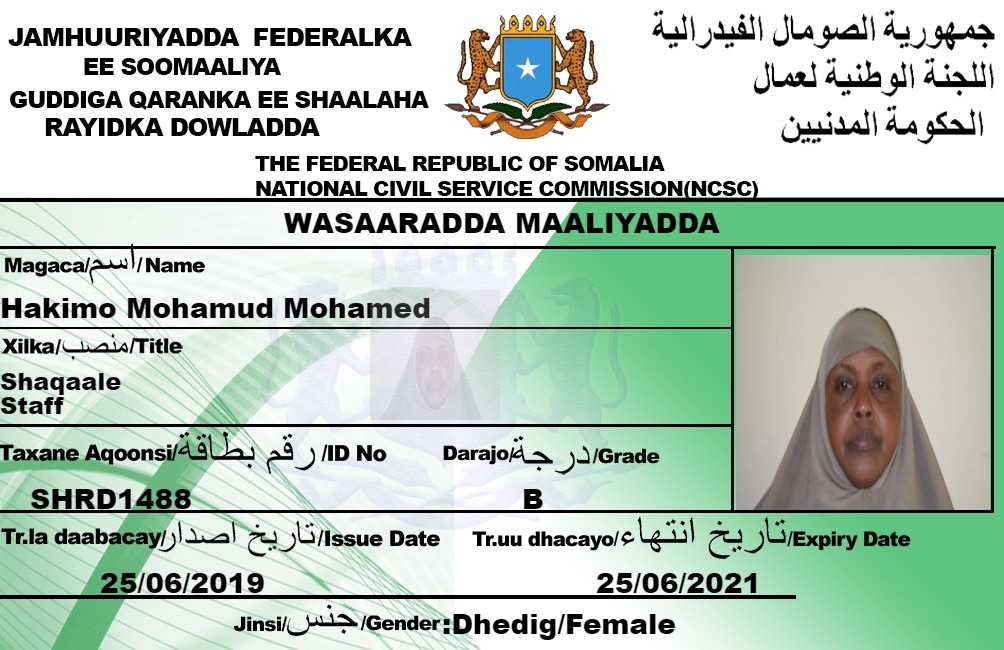 JAMHUURIYADDA FEDERALKA
EE SOOMAALIYA
GUDDIGA QARANKA EE SHAALAHA
RAYIDKA DOWLADDA
جمهورية الصومال الفيدرالية
اللجنة الوطنية لعمال
الحكومة المدنيين
THE FEDERAL REPUBLIC OF SOMALIA
NATIONAL CIVIL SERVICE COMMISSION(NCSC)
WASAARADDA MAALIYADDA
Magaca/اسم/Name
Hakimo Mohamud Mohamed
Xilka/منصب/Title
Shaqaale
Staff
Taxane Aqoonsi/رقم بطاقة/ID No
SHRD1488
Darajo/درجة/Grade
B
Tr.la daabacay/تاريخ اصدار/Issue Date
25/06/2019
Tr.uu dhacayo/تاريخ انتهاء/Expiry Date
25/06/2021
Jinsi/جنس/Gender:Dhedig/Female